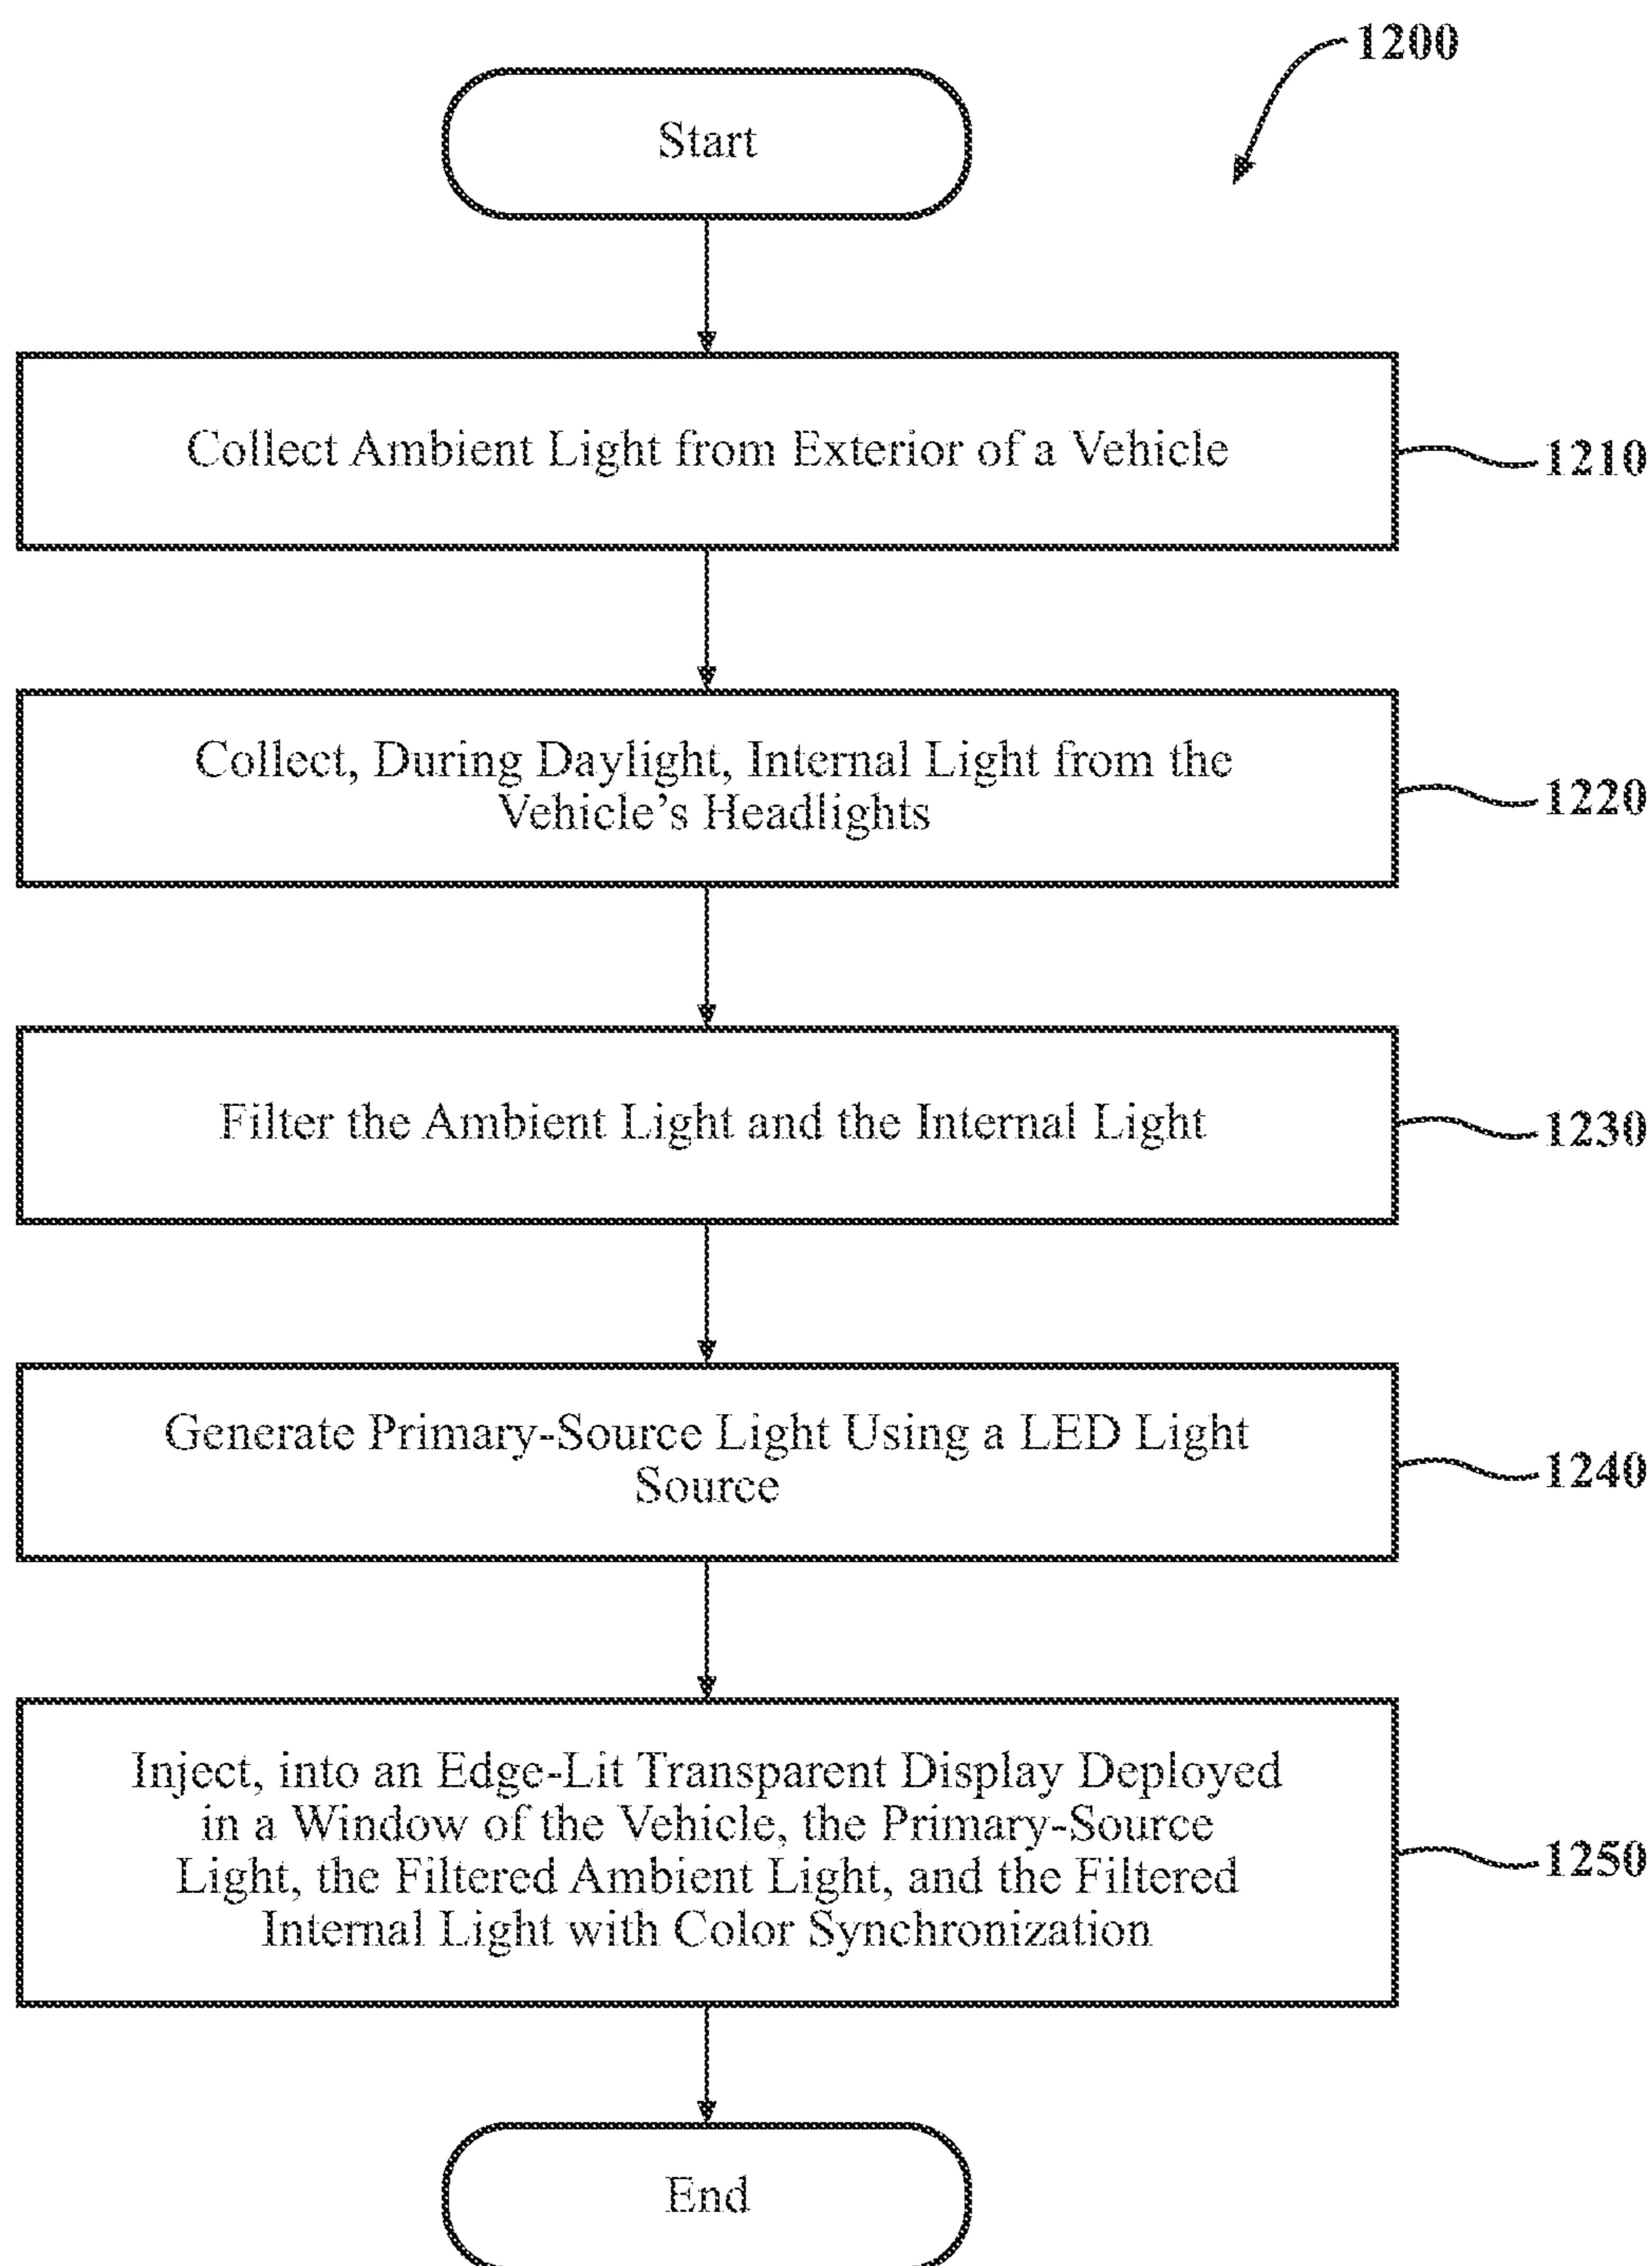 1200
Start
Collect Ambient Light from Exterior of a Vehicle
1210
Collect, During Daylight, Internal Light from the
Vehicle's Headlights
1220
Filter the Ambient Light and the Internal Light
1230
Generate Primary-Source Light Using a LED Light
Source
1240
Inject, into an Edge-Lit Transparent Display Deployed
in a Window of the Vehicle, the Primary-Source
Light, the Filtered Ambient Light, and the Filtered
Internal Light with Color Synchronization
1250
End